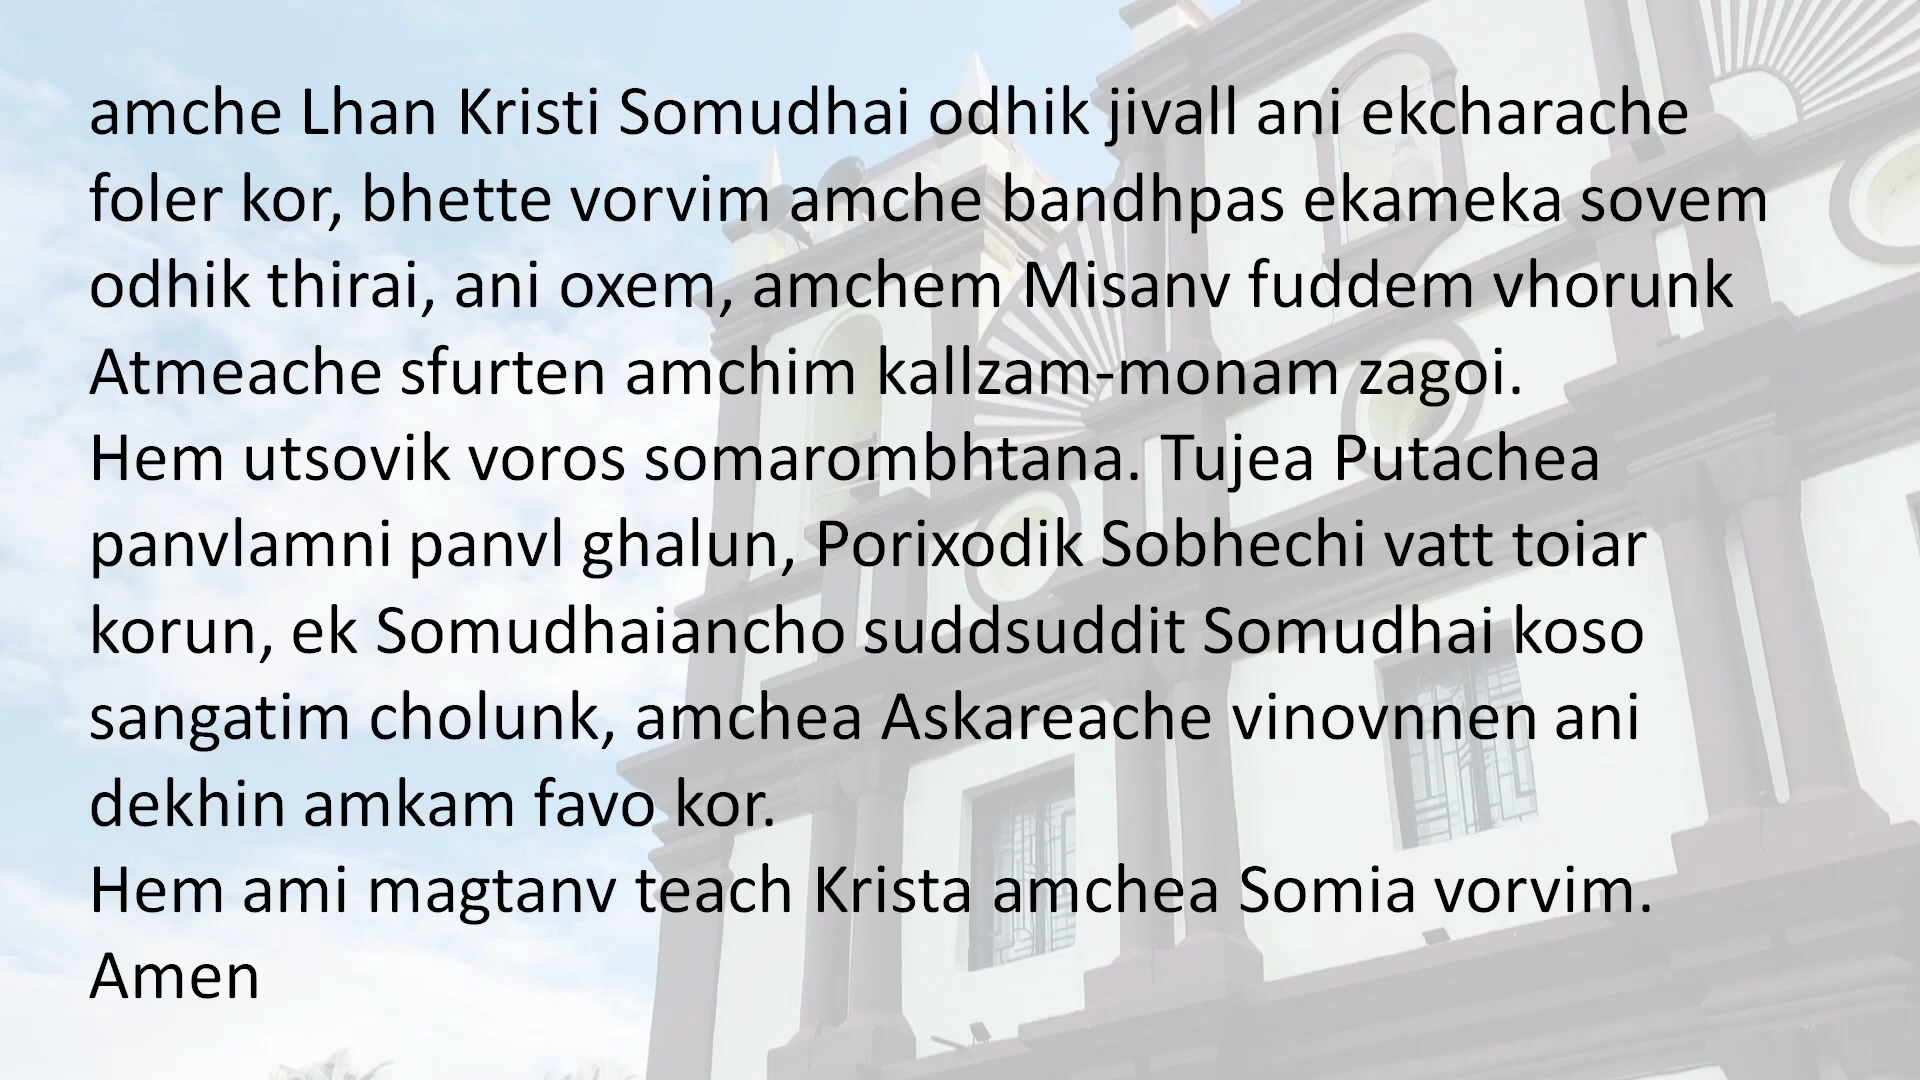 amche Lhan Kristi Somudhai odhik jivall ani ekcharache
foler kor, bhette vorvim amche bandhpas ekameka sovem
odhik thirai, ani oxem, amchem Misanv fuddem vhorunk
Atmeache sfurten amchim kallzam-monam zagoi.
Hem utsovik voros somarombhtana. Tujea Putachea
panvlamni panvl ghalun, Porixodik Sobhechi vatt toiar
korun, ek Somudhaiancho suddsuddit Somudhai koso
sangatim cholunk, amchea Askareache vinovnnen ani
dekhin amkam favo kor.
Hem ami magtanv teach Krista amchea Somia vorvim.
Amen